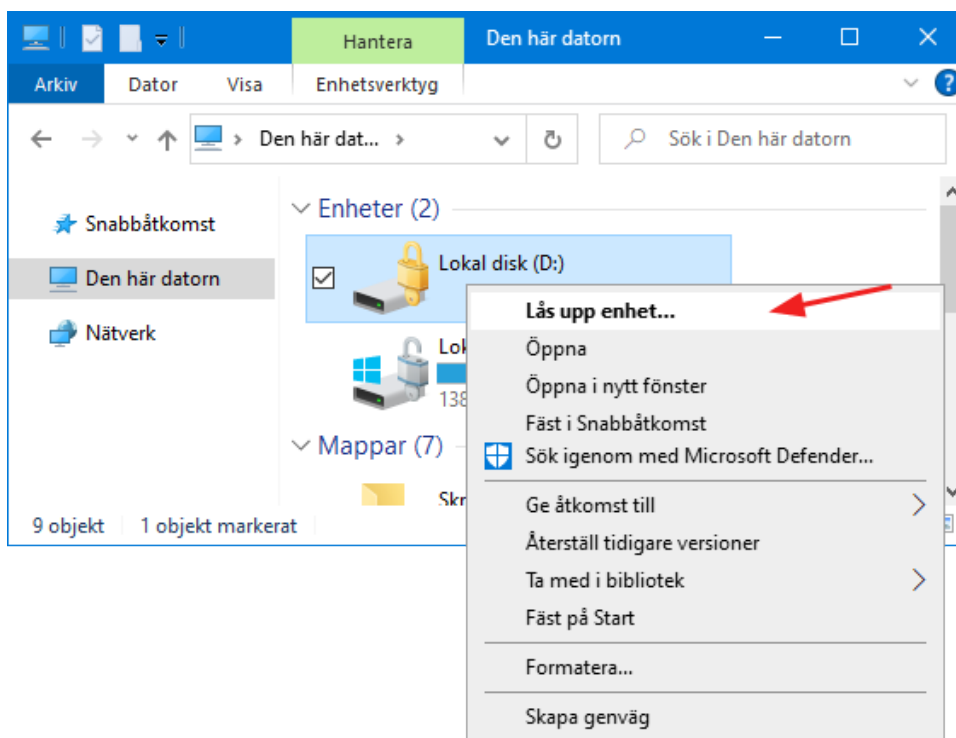 Hantera
Den här datorn
Arkiv
Dator
Visa
Enhetsverktyg
?
Den här dat...
Sök i Den här datorn
Snabbåtkomst
Den här datorn
Nätverk
Enheter (2)
Lokal disk (D:)
Lok
138
Mappar (7)
Skr
9 objekt
1 objekt markerat
Lås upp enhet...
Öppna
Öppna i nytt fönster
Fäst i Snabbåtkomst
Sök igenom med Microsoft Defender...
Ge åtkomst till
Återställ tidigare versioner
Ta med i bibliotek
Fäst på Start
Formatera...
Skapa genväg